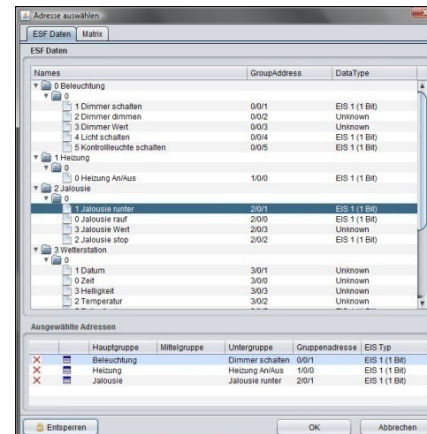 Adresse auswählen
ESF Daten Matrix
ESF Daten
Names GroupAddress DataType
0 Beleuchtung
0
1 Dimmer schalten 0/0/1 EIS 1 (1 Bit)
2 Dimmer dimmen 0/0/2 Unknown
3 Dimmer Wert 0/0/3 Unknown
4 Licht schalten 0/0/4 EIS 1 (1 Bit)
5 Kontrollleuchte schalten 0/0/5 EIS 1 (1 Bit)
1 Heizung
0
0 Heizung An/Aus 1/0/0 EIS 1 (1 Bit)
2 Jalousie
0
1 Jalousie runter 2/0/1 EIS 1 (1 Bit)
0 Jalousie rauf 2/0/0 EIS 1 (1 Bit)
3 Jalousie Wert 2/0/3 Unknown
2 Jalousie stop 2/0/2 EIS 1 (1 Bit)
3 Wetterstation
0
1 Datum 3/0/1 Unknown
0 Zeit 3/0/0 Unknown
3 Helligkeit 3/0/3 Unknown
2 Temperatur 3/0/2 Unknown
Ausgewählte Adressen
Hauptgruppe Mittelgruppe Untergruppe Gruppenadresse EIS Typ
Beleuchtung Dimmer schalten 0/0/1 EIS 1 (1 Bit)
Heizung Heizung An/Aus 1/0/0 EIS 1 (1 Bit)
Jalousie Jalousie runter 2/0/1 EIS 1 (1 Bit)
Entsperren OK Abbrechen